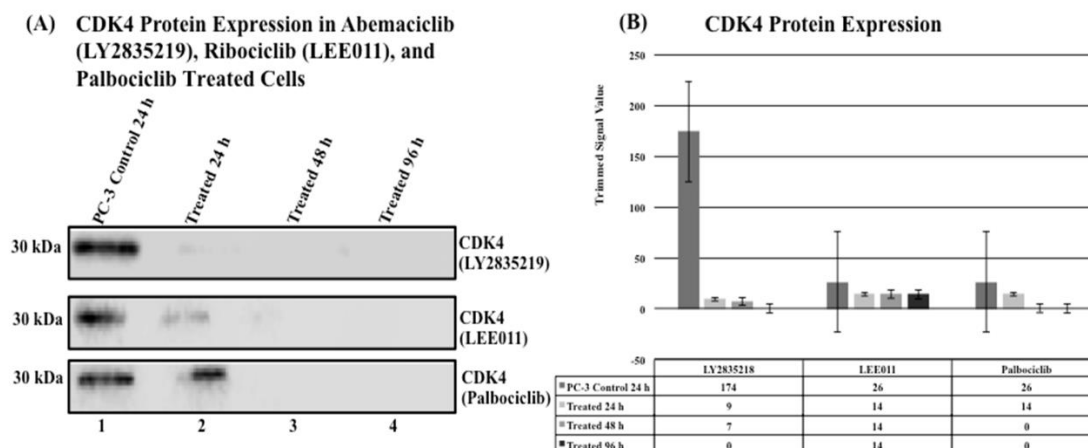 (A) CDK4 Protein Expression in Abemaciclib
(LY2835219), Ribociclib (LEE011), and
Palbociclib Treated Cells
PC-3 Control 24 h
Treated 24 h
Treated 48 h
Treated 96 h
30 kDa
CDK4
(LY2835219)
30 kDa
CDK4
(LEE011)
30 kDa
CDK4
(Palbociclib)
1 2 3 4
(B) CDK4 Protein Expression
Trimmed Signal Value
250
200
150
100
50
0
-50
LY2835218 LEE011 Palbociclib
PC-3 Control 24 h 174 26 26
Treated 24 h 9 14 14
Treated 48 h 7 14 0
Treated 96 h 0 14 0